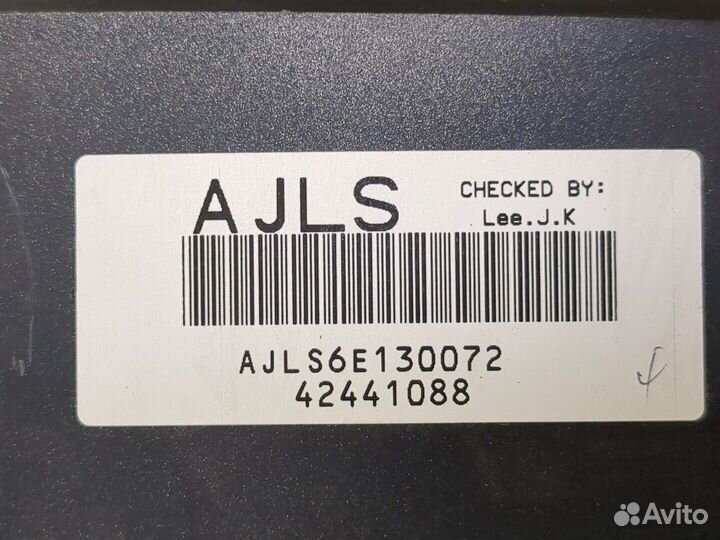 AJLS
CHECKED BY:
Lee.J.K
AJLS6E130072
42441088
Avito